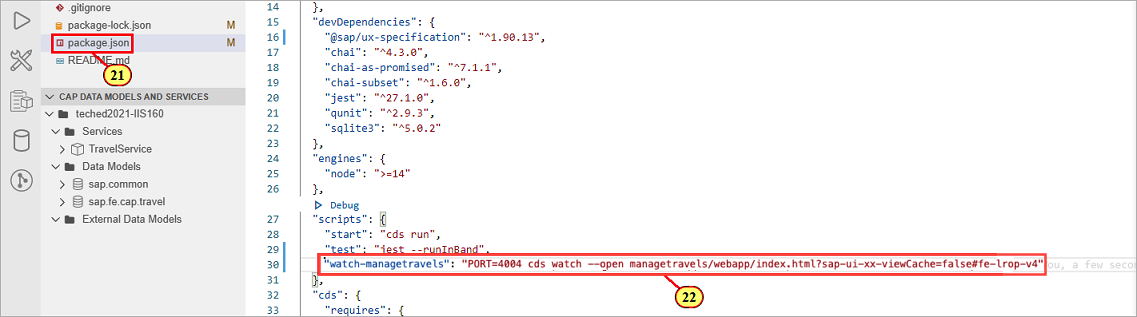 .gitignore
package-lock.json M
package.json M
README.md
21
CAP DATA MODELS AND SERVICES
teched2021-IIS160
Services
TravelService
Data Models
sap.common
sap.fe.cap.travel
External Data Models
14 },
15 "devDependencies": {
16 "@sap/ux-specification": "^1.90.13",
17 "chai": "^4.3.0",
18 "chai-as-promised": "^7.1.1",
19 "chai-subset": "^1.6.0",
20 "jest": "^27.1.0",
21 "qunit": "^2.9.3",
22 "sqlite3": "^5.0.2"
23 },
24 "engines": {
25 "node": ">=14"
26 },
Debug
27 "scripts": {
28 "start": "cds run",
29 "test": "jest --runInBand",
30 "watch-managetravels": "PORT=4004 cds watch --open managetravels/webapp/index.html?sap-ui-xx-viewCache=false#fe-lrop-v4" ou, a few secon
31 },
22
32 "cds": {
33 "requires": {